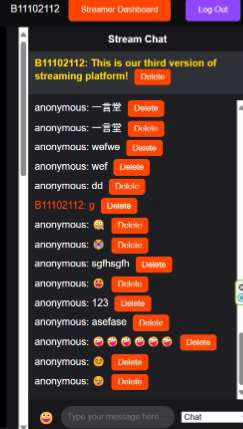 B11102112 Streamer Dashboard Log Out
Stream Chat
B11102112: This is our third version of
streaming platform! Delete
anonymous: 一言堂 Delete
anonymous: 一言堂 Delete
anonymous: wefwe Delete
anonymous: wef Delete
anonymous: dd Delete
B11102112: g Delete
anonymous: 🤪 Delete
anonymous: Delete
anonymous: sgfhsgfh Delete
anonymous: Delete
anonymous: 123 Delete
anonymous: asefase Delete
anonymous: Delete
anonymous: Delete
anonymous: Delete
Type your message here... Chat